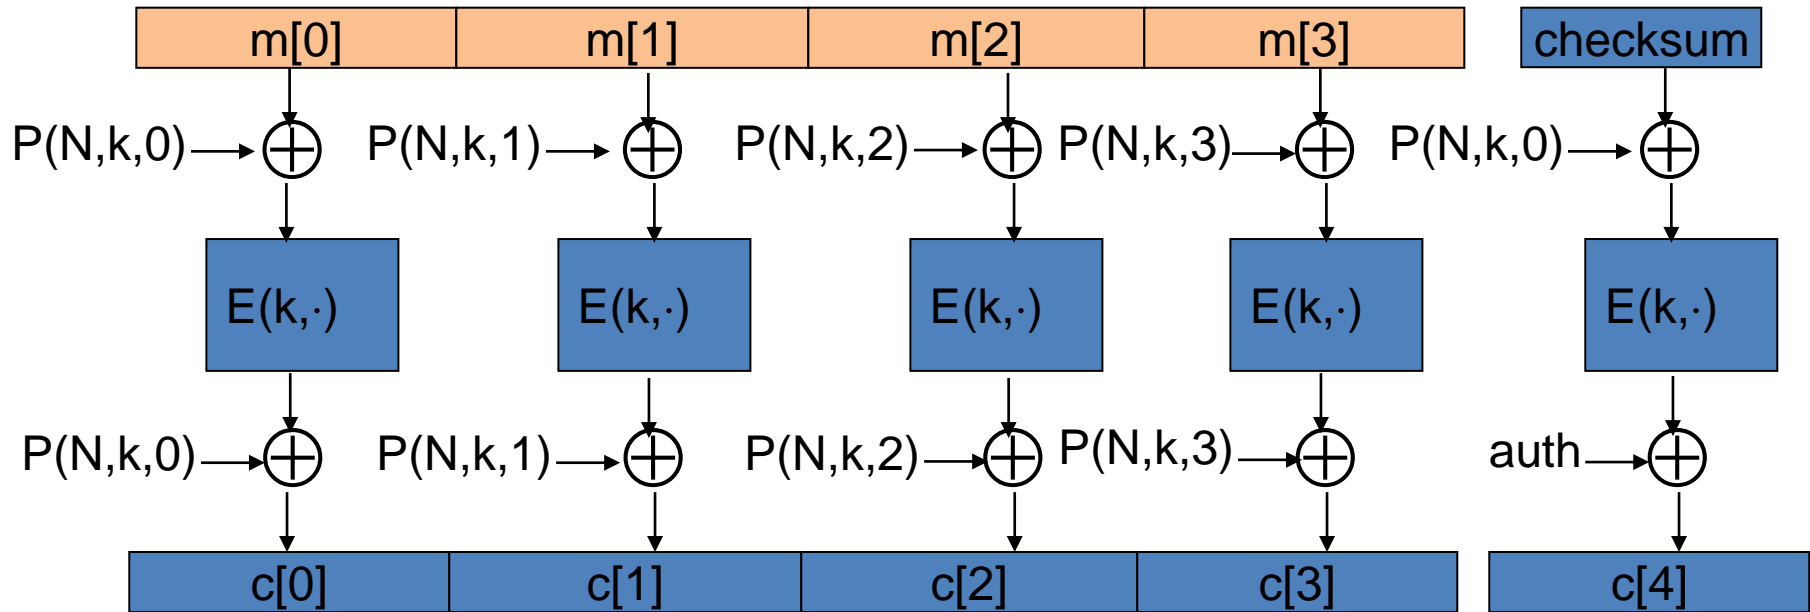 m[0] m[1] m[2] m[3] checksum
P(N,k,0) P(N,k,1) P(N,k,2) P(N,k,3) P(N,k,0)
E(k,·) E(k,·) E(k,·) E(k,·) E(k,·)
P(N,k,0) P(N,k,1) P(N,k,2) P(N,k,3) auth
c[0] c[1] c[2] c[3] c[4]